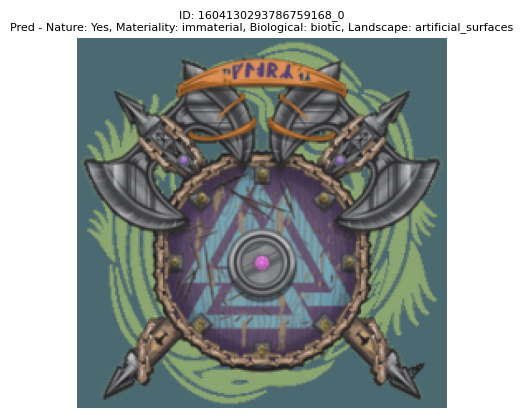 ID: 1604130293786759168_0
Pred - Nature: Yes, Materiality: immaterial, Biological: biotic, Landscape: artificial_surfaces